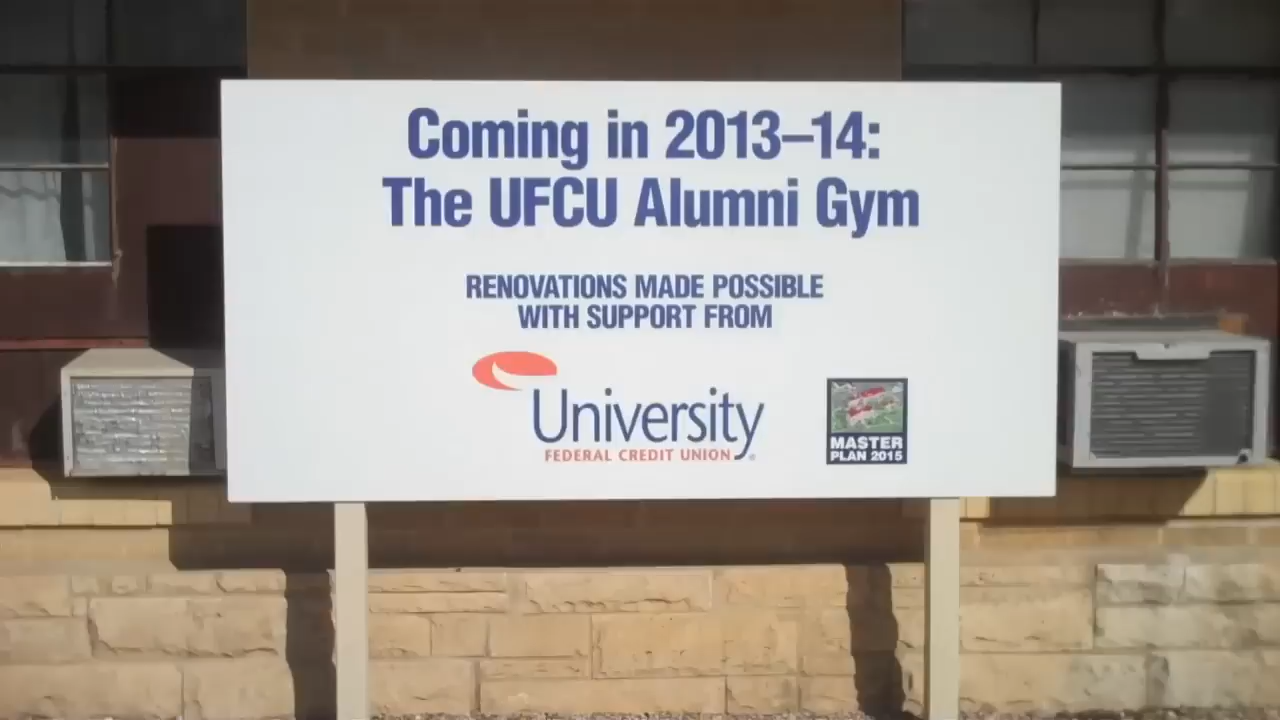 Coming in 2013–14:
The UFCU Alumni Gym
RENOVATIONS MADE POSSIBLE
WITH SUPPORT FROM
University
FEDERAL CREDIT UNION
MASTER
PLAN 2015